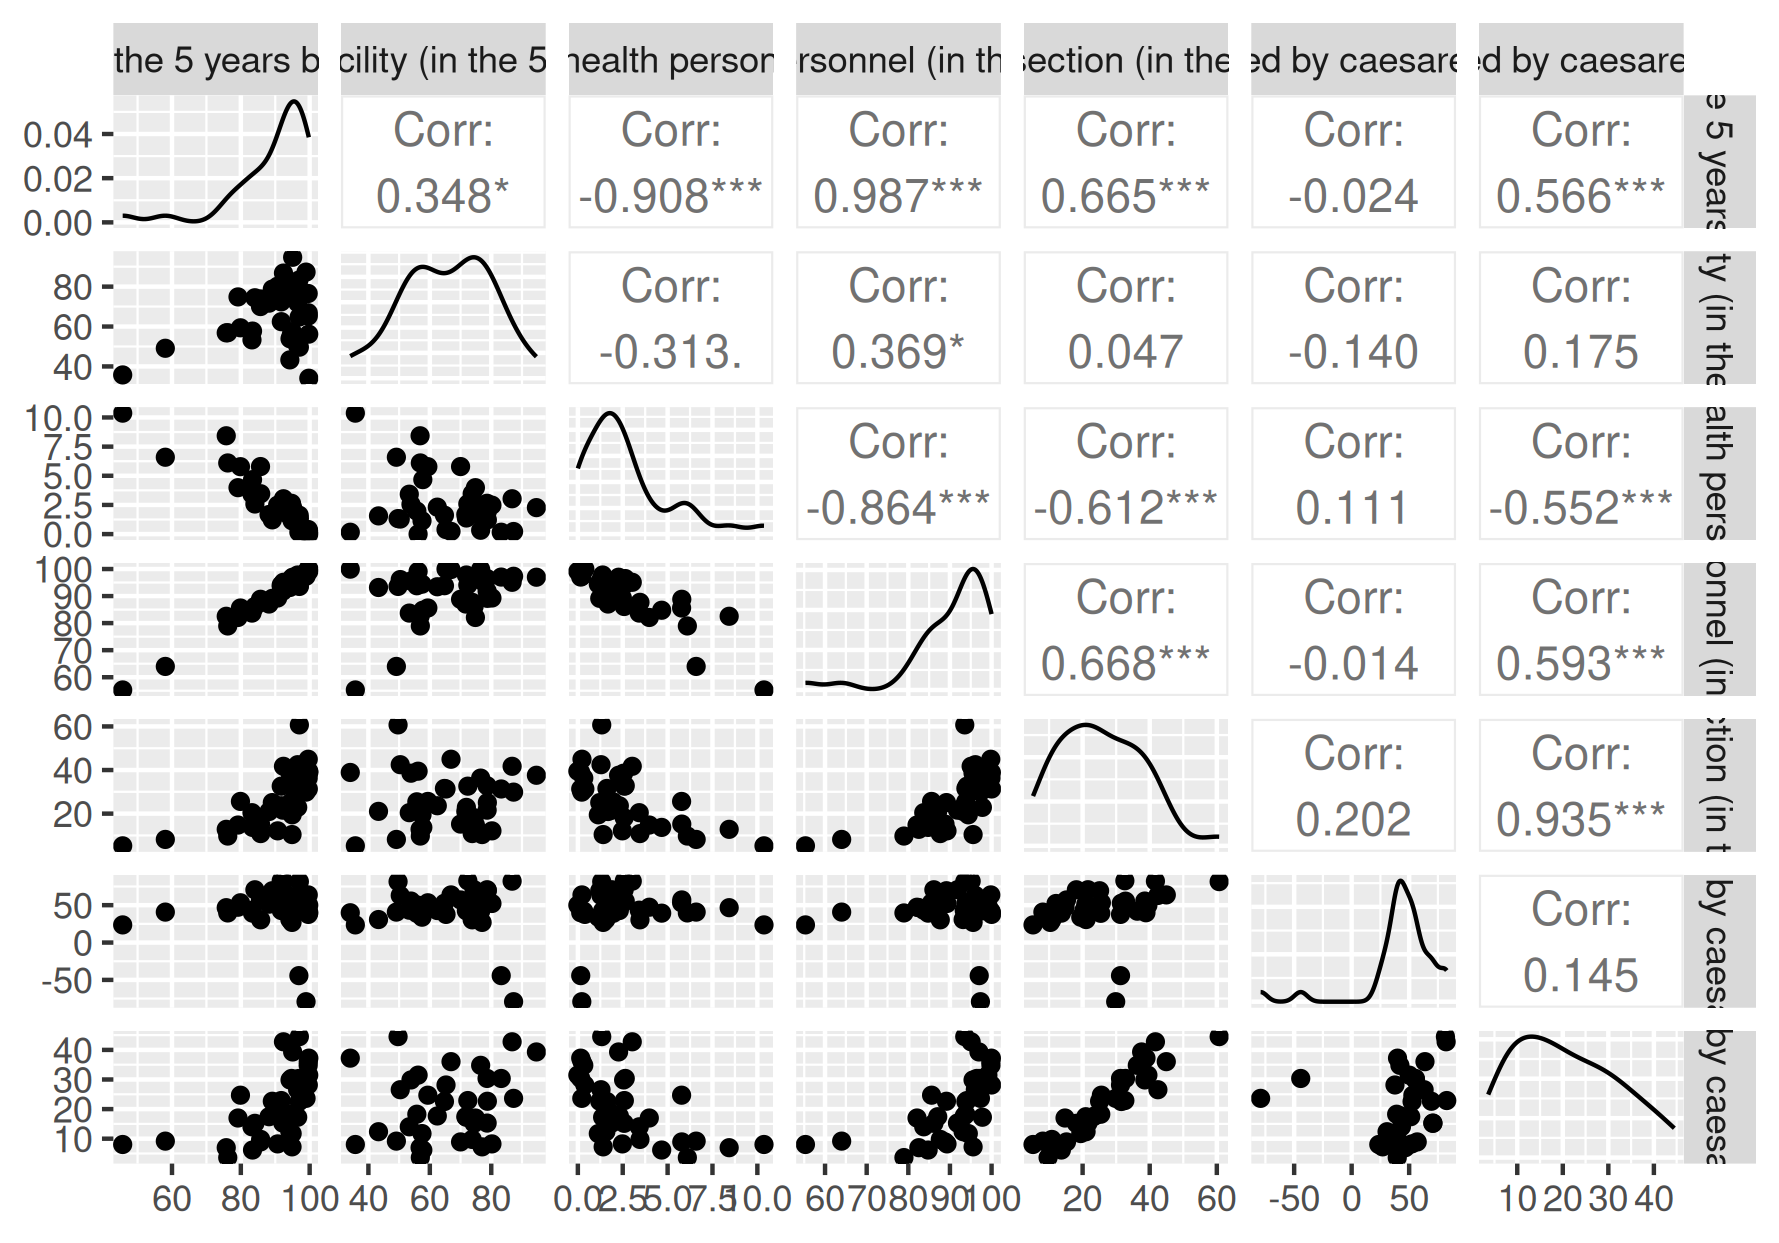 the 5 years b cility (in the 5 health person rsonnel (in th section (in the ed by caesare ed by caesare
Corr: Corr: Corr: Corr: Corr: Corr:
0.348* -0.908*** 0.987*** 0.665*** -0.024 0.566***
0.04
0.02
0.00
e 5 years
Corr: Corr: Corr: Corr: Corr:
-0.313. 0.369* 0.047 -0.140 0.175
80
60
40
ty (in the
Corr: Corr: Corr: Corr:
-0.864*** -0.612*** 0.111 -0.552***
10.0
7.5
5.0
2.5
0.0
alth pers
Corr: Corr: Corr:
0.668*** -0.014 0.593***
100
90
80
70
60
onnel (in
Corr: Corr:
0.202 0.935***
60
40
20
ction (in t
Corr:
0.145
50
0
-50
by caesa
40
30
20
10
by caesa
60 80 100 40 60 80 0.0 2.5 5.0 7.5 10.0 60 70 80 90 100 20 40 60 -50 0 50 10 20 30 40